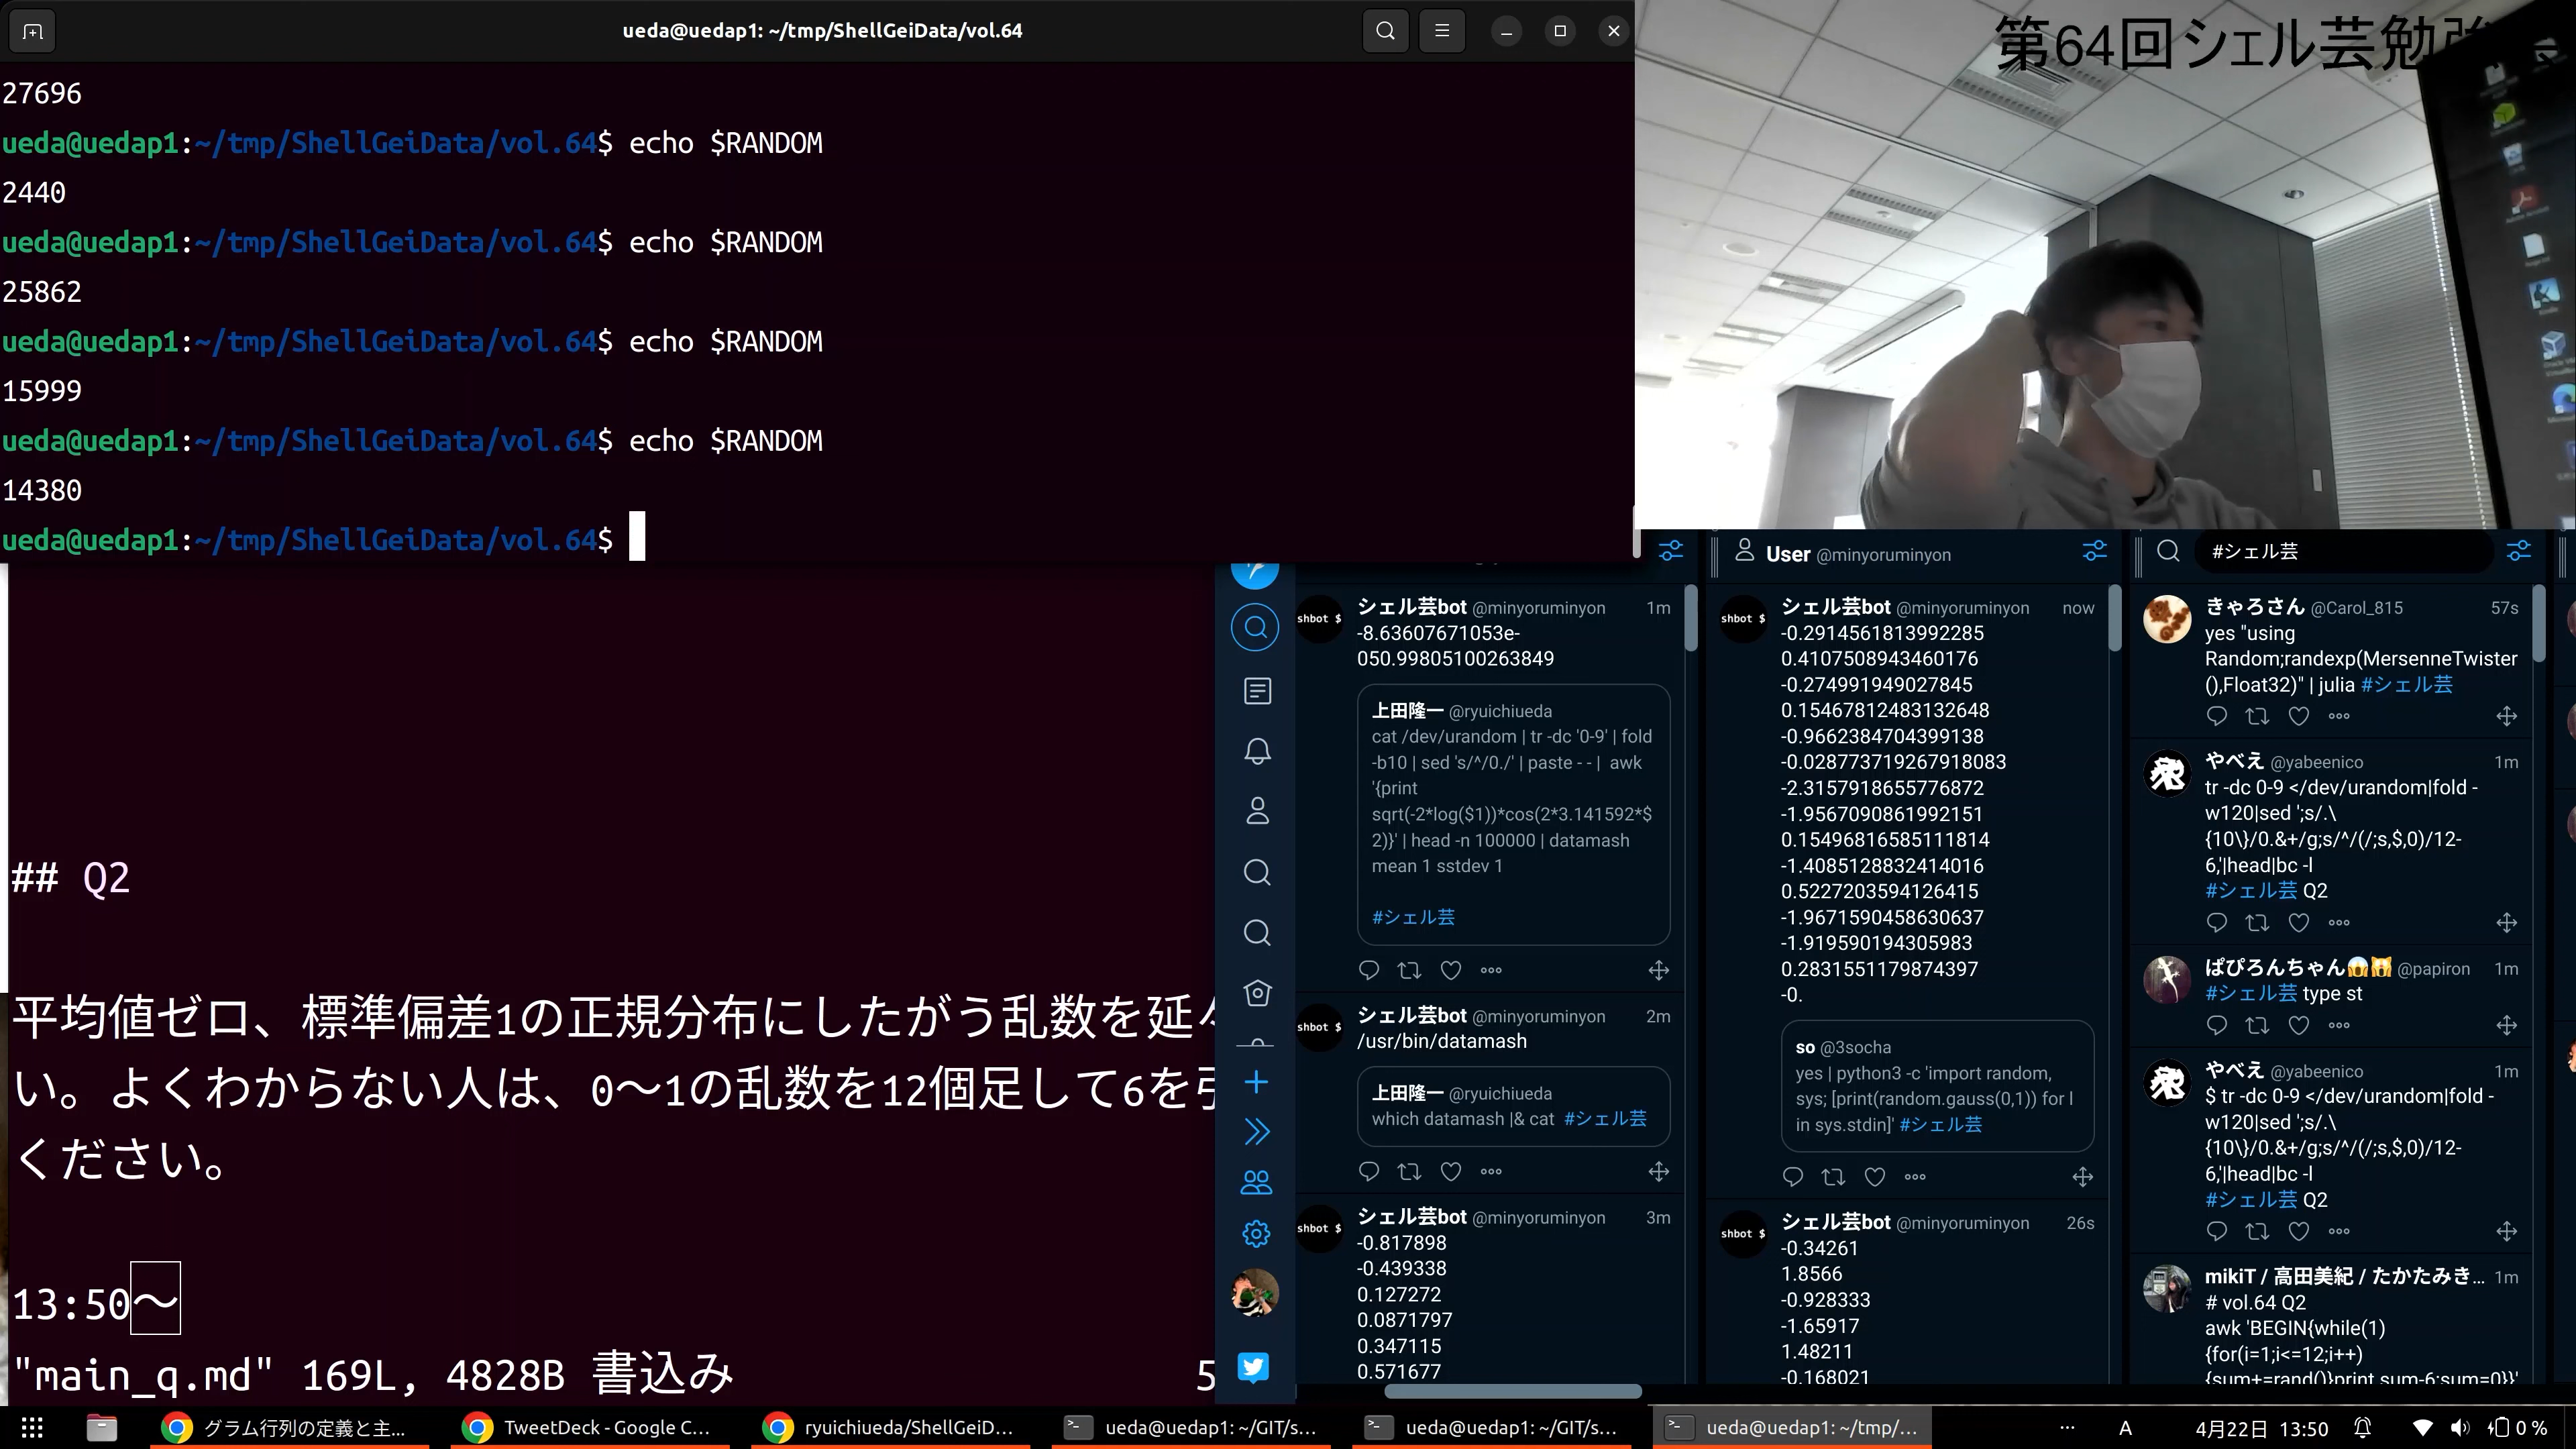 ueda@uedap1: ~/tmp/ShellGeiData/vol.64
27696
ueda@uedap1:~/tmp/ShellGeiData/vol.64$ echo $RANDOM
2440
ueda@uedap1:~/tmp/ShellGeiData/vol.64$ echo $RANDOM
25862
ueda@uedap1:~/tmp/ShellGeiData/vol.64$ echo $RANDOM
15999
ueda@uedap1:~/tmp/ShellGeiData/vol.64$ echo $RANDOM
14380
ueda@uedap1:~/tmp/ShellGeiData/vol.64$
第64回シェル芸勉強
## Q2
平均値ゼロ、標準偏差1の正規分布にしたがう乱数を延々
い。よくわからない人は、0〜1の乱数を12個足して6を引
ください。
13:50〜
"main_q.md" 169L, 4828B 書込み
5
shbot $
シェル芸bot @minyoruminyon 1m
-8.63607671053e-
050.99805100263849
上田隆一 @ryuichiueda
cat /dev/urandom | tr -dc '0-9' | fold
-b10 | sed 's/^/0./' | paste - - | awk
'{print
sqrt(-2*log($1))*cos(2*3.141592*$
2)}' | head -n 100000 | datamash
mean 1 sstdev 1
#シェル芸
shbot $
シェル芸bot @minyoruminyon 2m
/usr/bin/datamash
上田隆一 @ryuichiueda
which datamash |& cat #シェル芸
shbot $
シェル芸bot @minyoruminyon 3m
-0.817898
-0.439338
0.127272
0.0871797
0.347115
0.571677
User @minyoruminyon
shbot $
シェル芸bot @minyoruminyon now
-0.2914561813992285
0.4107508943460176
-0.274991949027845
0.15467812483132648
-0.9662384704399138
-0.028773719267918083
-2.3157918655776872
-1.9567090861992151
0.15496816585111814
-1.4085128832414016
0.5227203594126415
-1.9671590458630637
-1.919590194305983
0.2831551179874397
-0.
so @3socha
yes | python3 -c 'import random,
sys; [print(random.gauss(0,1)) for l
in sys.stdin]' #シェル芸
shbot $
シェル芸bot @minyoruminyon 26s
-0.34261
1.8566
-0.928333
-1.65917
1.48211
-0.168021
#シェル芸
きゃろさん @Carol_815 57s
yes "using
Random;randexp(MersenneTwister
(),Float32)" | julia #シェル芸
やべえ @yabeenico 1m
tr -dc 0-9 </dev/urandom|fold -
w120|sed ';s/.\
{10\}/0.&+/g;s/^/(/;s,$,0)/12-
6,'|head|bc -l
#シェル芸 Q2
ぱぴろんちゃん😱🙀 @papiron 1m
#シェル芸 type st
やべえ @yabeenico 1m
$ tr -dc 0-9 </dev/urandom|fold -
w120|sed ';s/.\
{10\}/0.&+/g;s/^/(/;s,$,0)/12-
6,'|head|bc -l
#シェル芸 Q2
mikiT / 高田美紀 / たかたみき... 1m
# vol.64 Q2
awk 'BEGIN{while(1)
{for(i=1;i<=12;i++)
{sum+=rand()}print sum-6;sum=0}}'
グラム行列の定義と主...
TweetDeck - Google C...
ryuichiueda/ShellGeiD...
ueda@uedap1: ~/GIT/s...
ueda@uedap1: ~/GIT/s...
ueda@uedap1: ~/tmp/...
A
4月22日 13:50
0 %